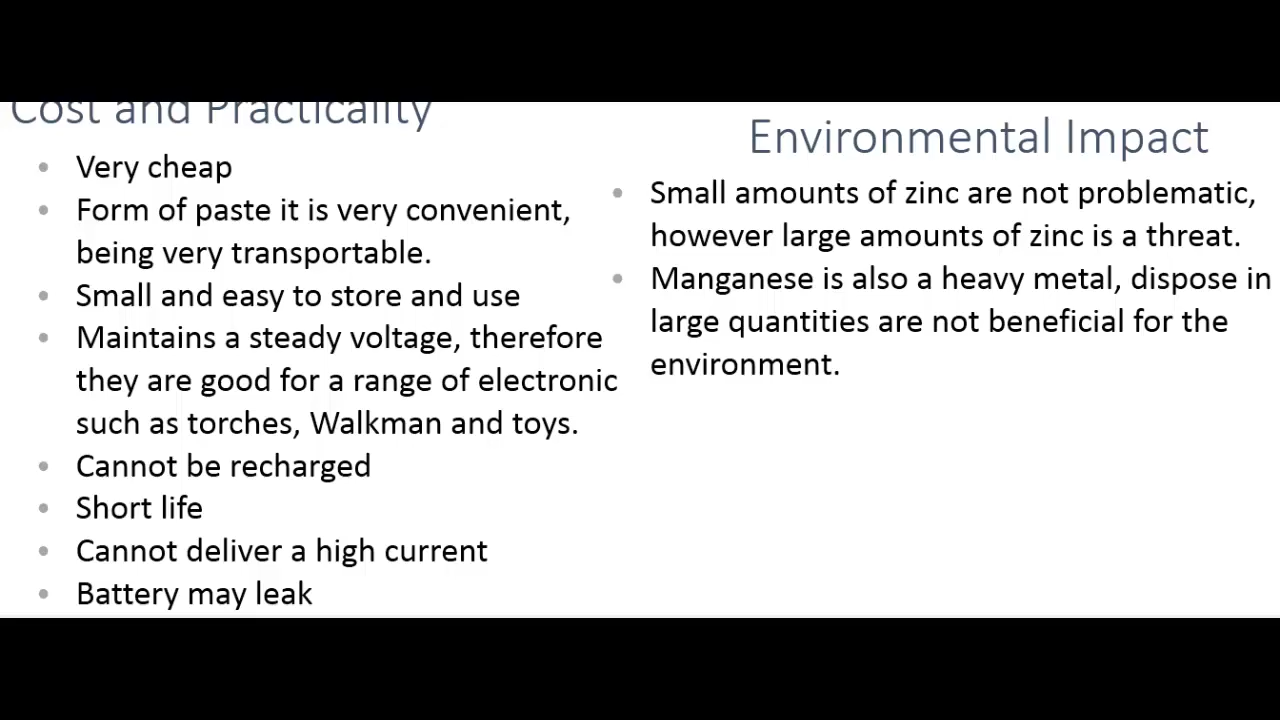 Cost and Practicality
• Very cheap
• Form of paste it is very convenient,
being very transportable.
• Small and easy to store and use
• Maintains a steady voltage, therefore
they are good for a range of electronic
such as torches, Walkman and toys.
• Cannot be recharged
• Short life
• Cannot deliver a high current
• Battery may leak
Environmental Impact
• Small amounts of zinc are not problematic,
however large amounts of zinc is a threat.
• Manganese is also a heavy metal, dispose in
large quantities are not beneficial for the
environment.